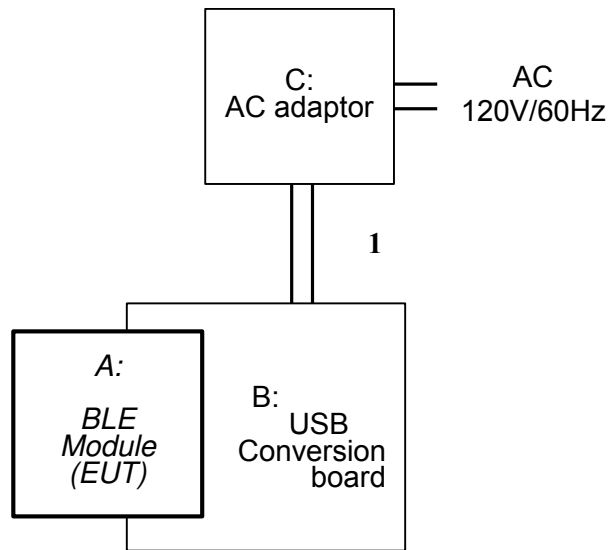 C:
AC adaptor
AC
120V/60Hz
1
A:
BLE
Module
(EUT)
B:
USB
Conversion
board